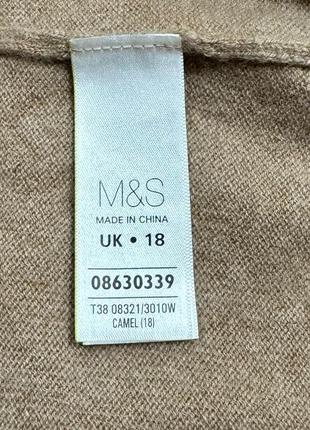 M&S
MADE IN CHINA
UK • 18
08630339
T38 08321/3010W
CAMEL (18)